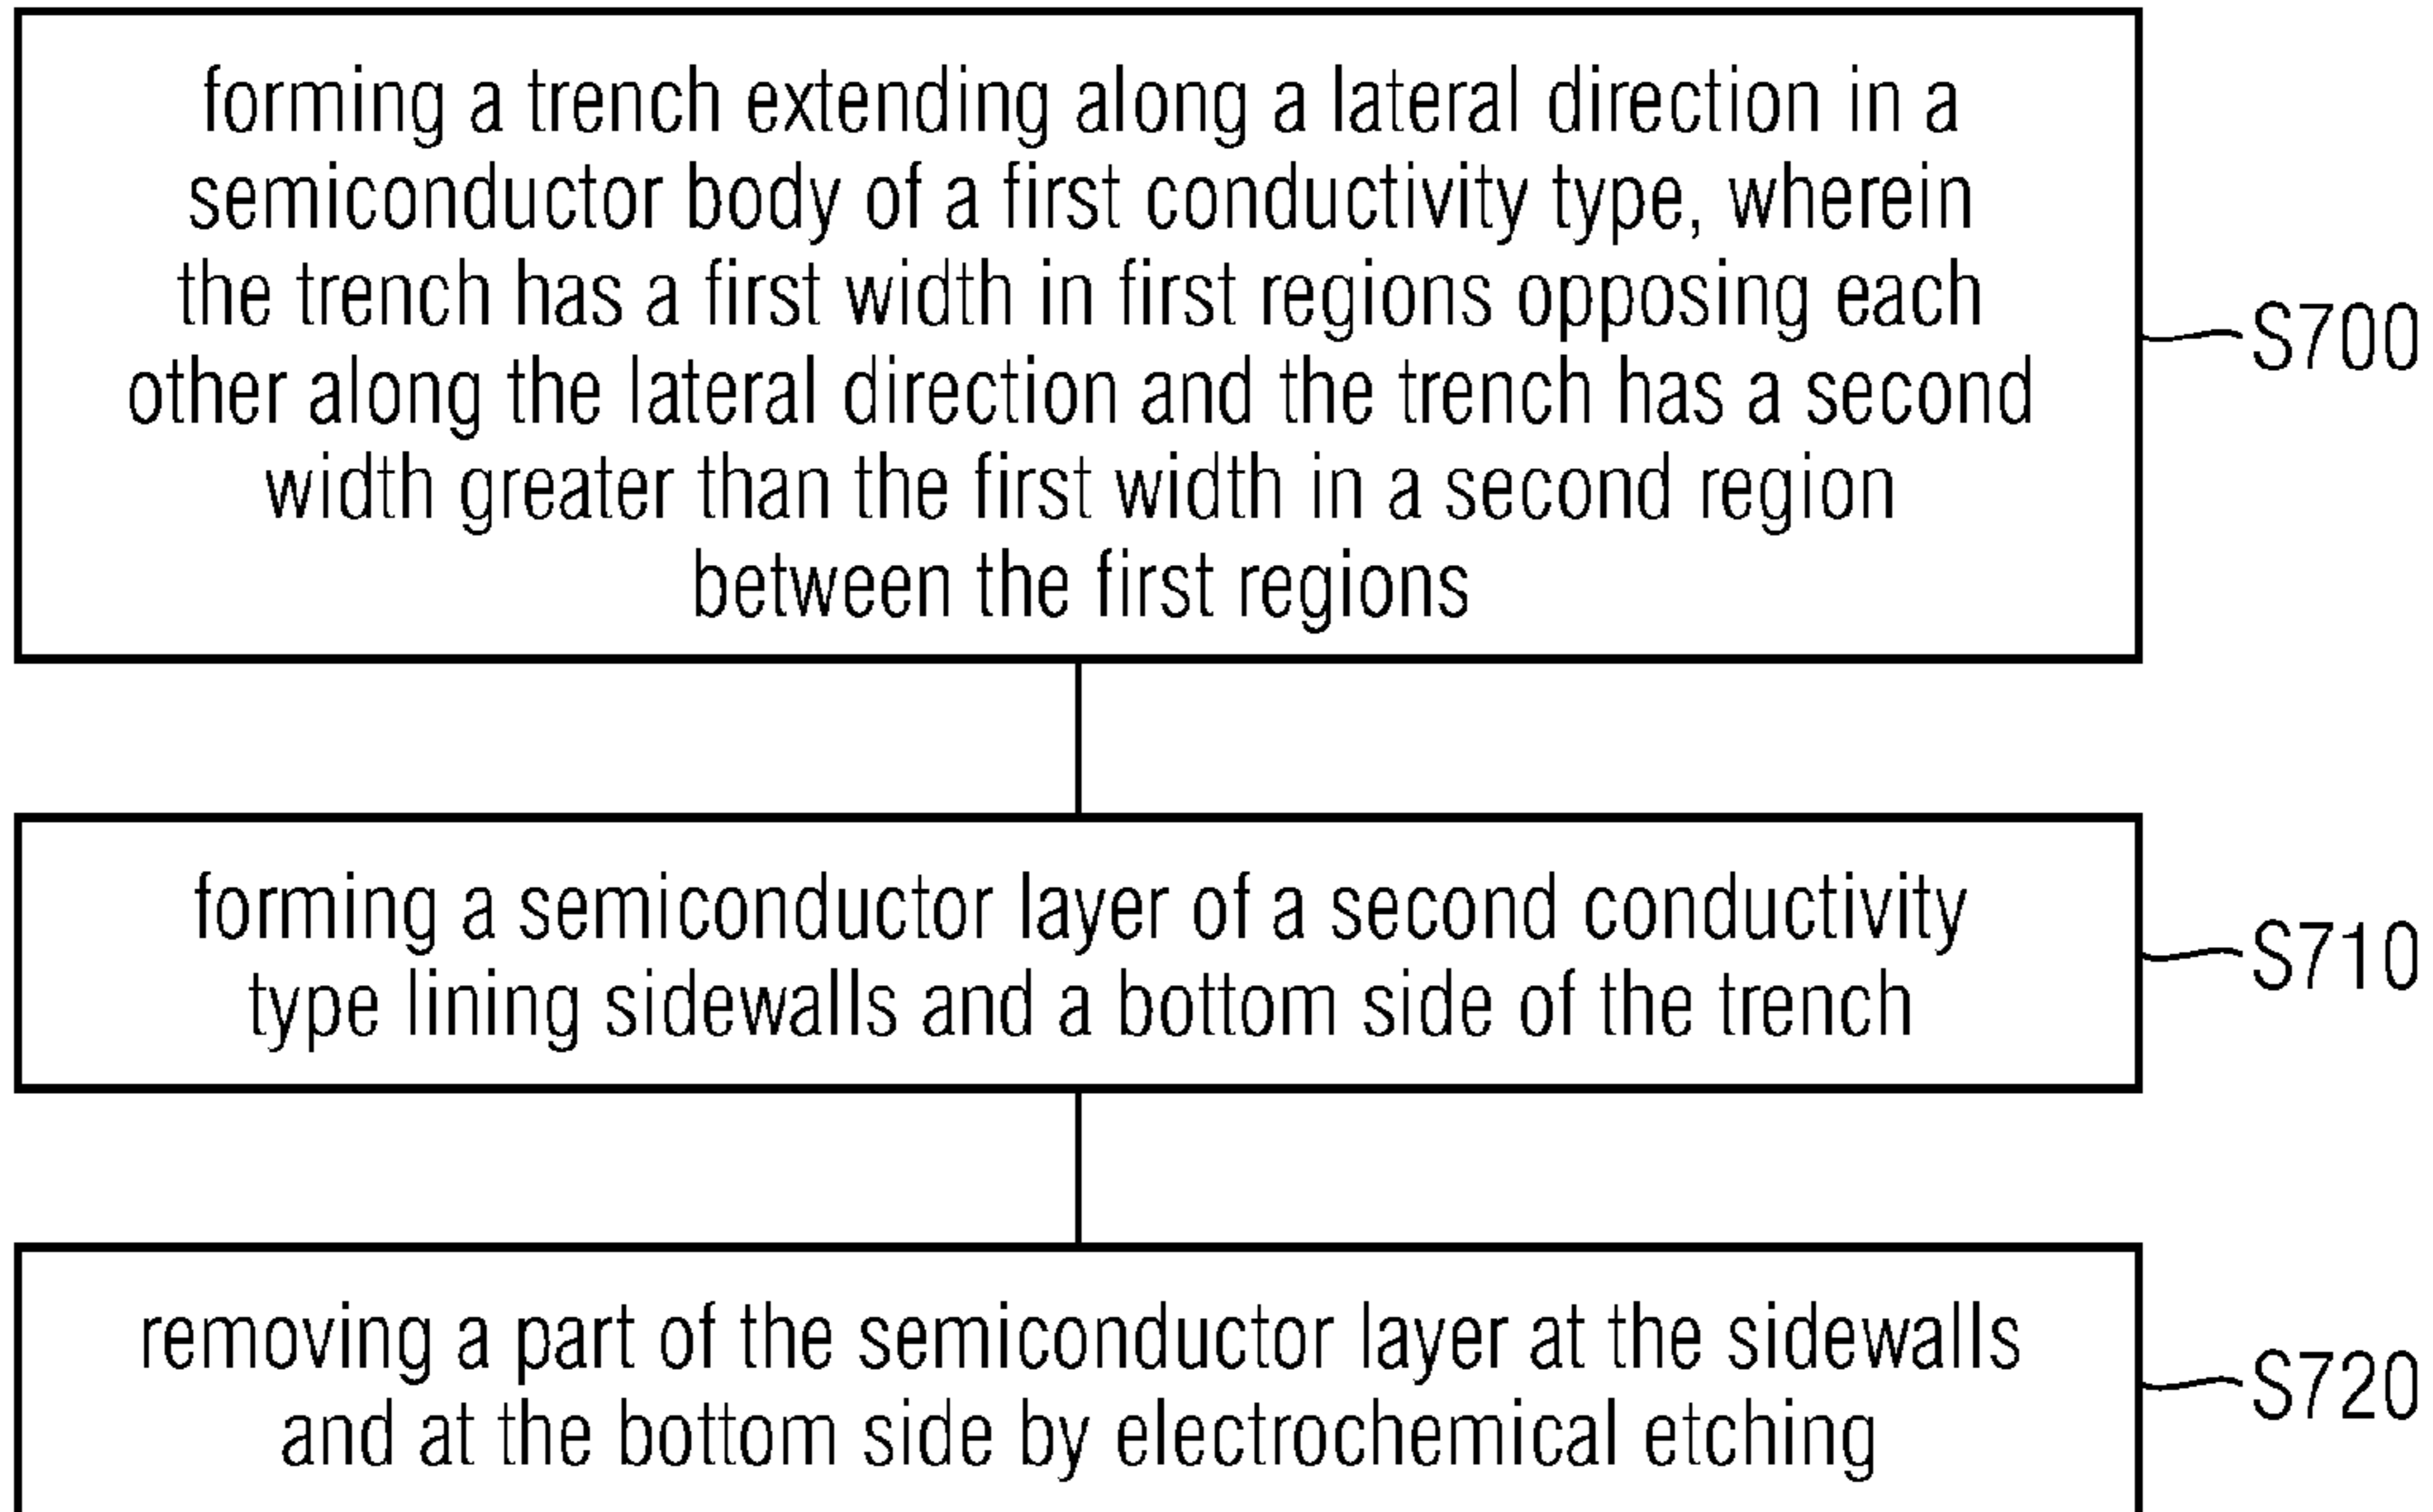 forming a trench extending along a lateral direction in a
semiconductor body of a first conductivity type, wherein
the trench has a first width in first regions opposing each
other along the lateral direction and the trench has a second
width greater than the first width in a second region
between the first regions
S700
forming a semiconductor layer of a second conductivity
type lining sidewalls and a bottom side of the trench
S710
removing a part of the semiconductor layer at the sidewalls
and at the bottom side by electrochemical etching
S720